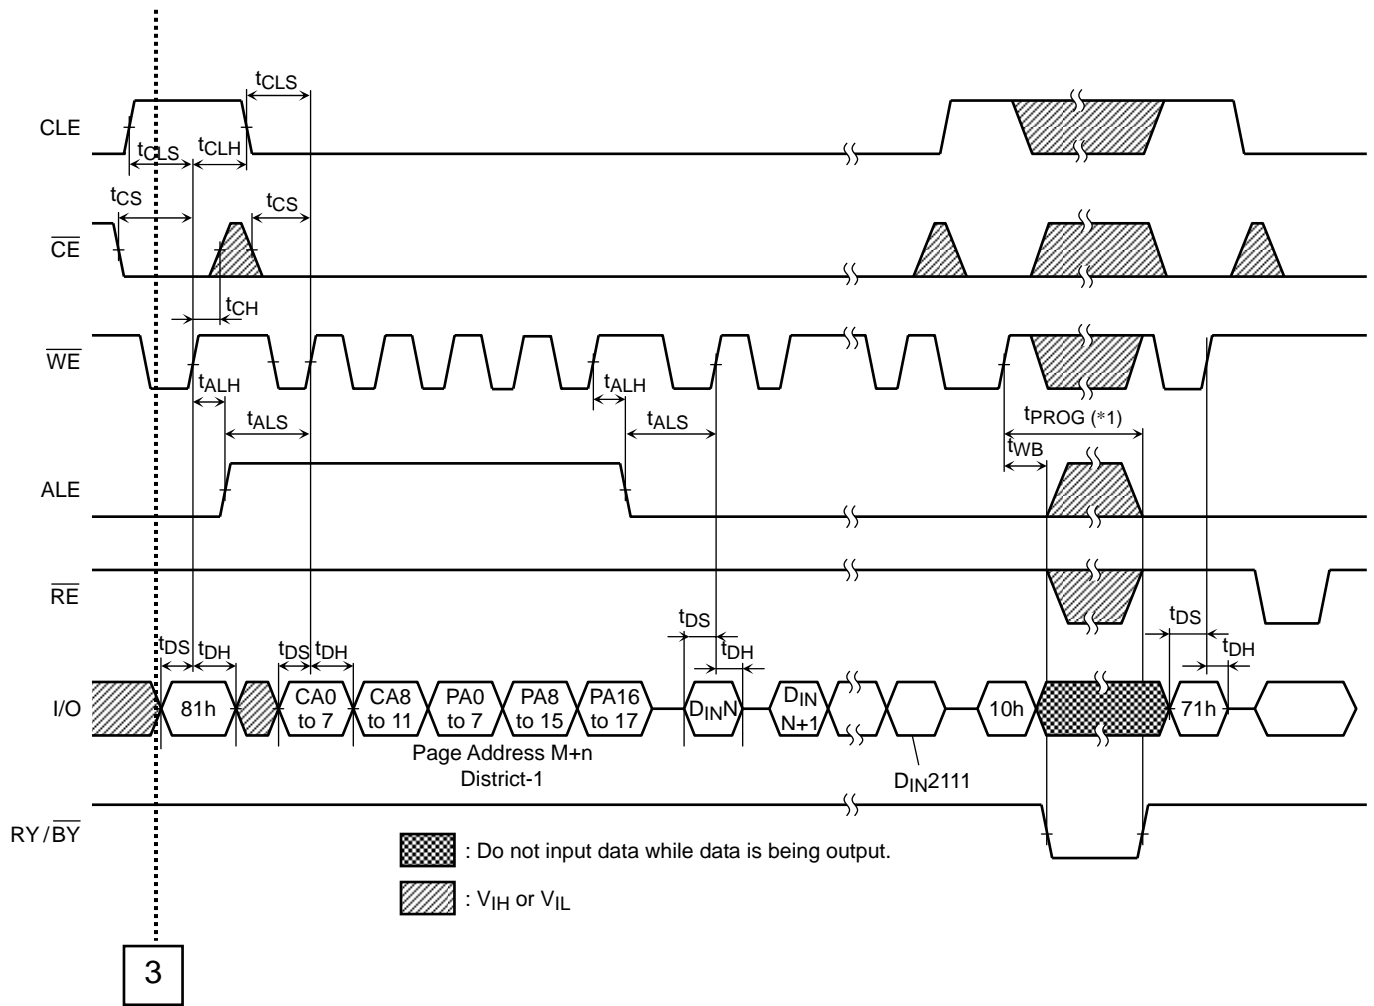 tCLS
CLE
tCLS
tCLH
tCS
tCS
CE
tCH
WE
tALH
tALH
tALS
tALS
tPROG (*1)
tWB
ALE
RE
tDS
tDH
tDS
tDH
tDS
tDH
tDS
tDH
I/O
81h
CA0
to 7
CA8
to 11
PA0
to 7
PA8
to 15
PA16
to 17
DINN
DIN
N+1
10h
71h
Page Address M+n
District-1
DIN2111
RY/BY
: Do not input data while data is being output.
: VIH or VIL
3